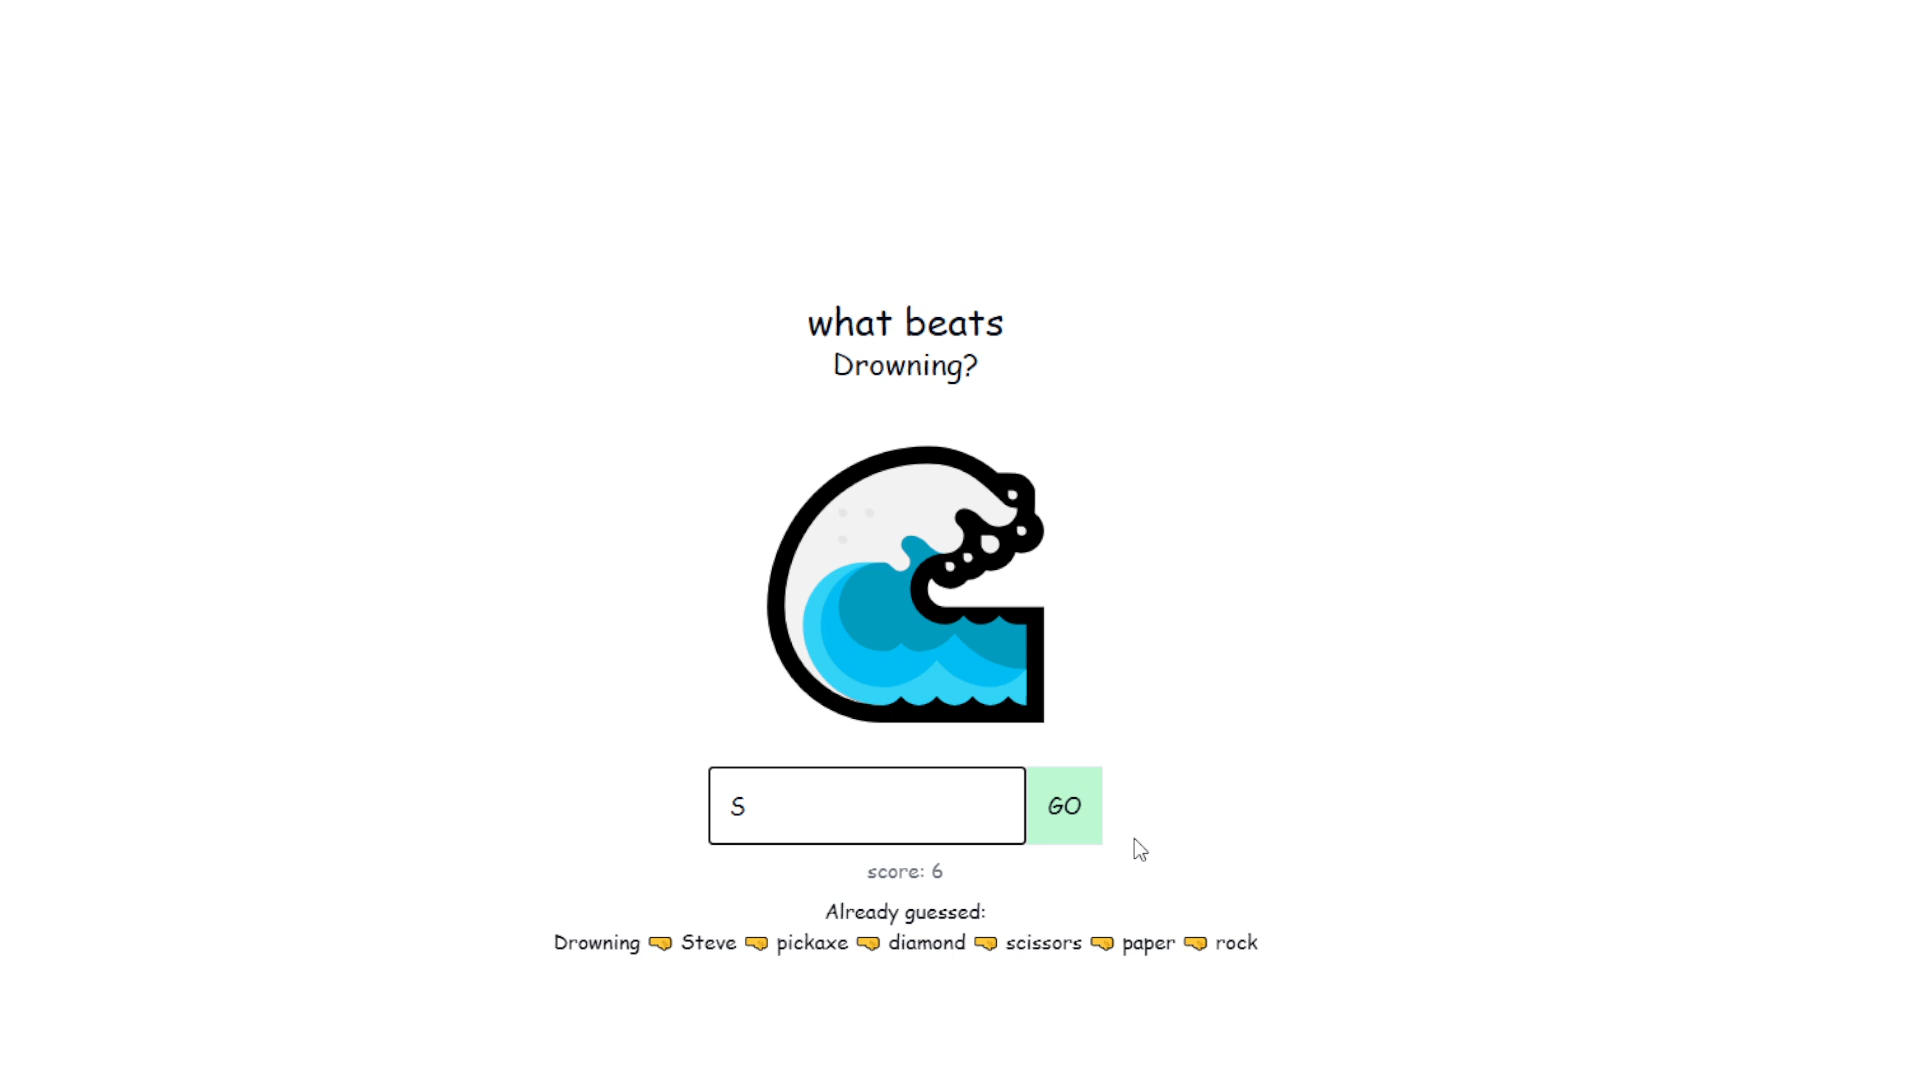 what beats
Drowning?
S
GO
score: 6
Already guessed:
Drowning 🤜 Steve 🤜 pickaxe 🤜 diamond 🤜 scissors 🤜 paper 🤜 rock